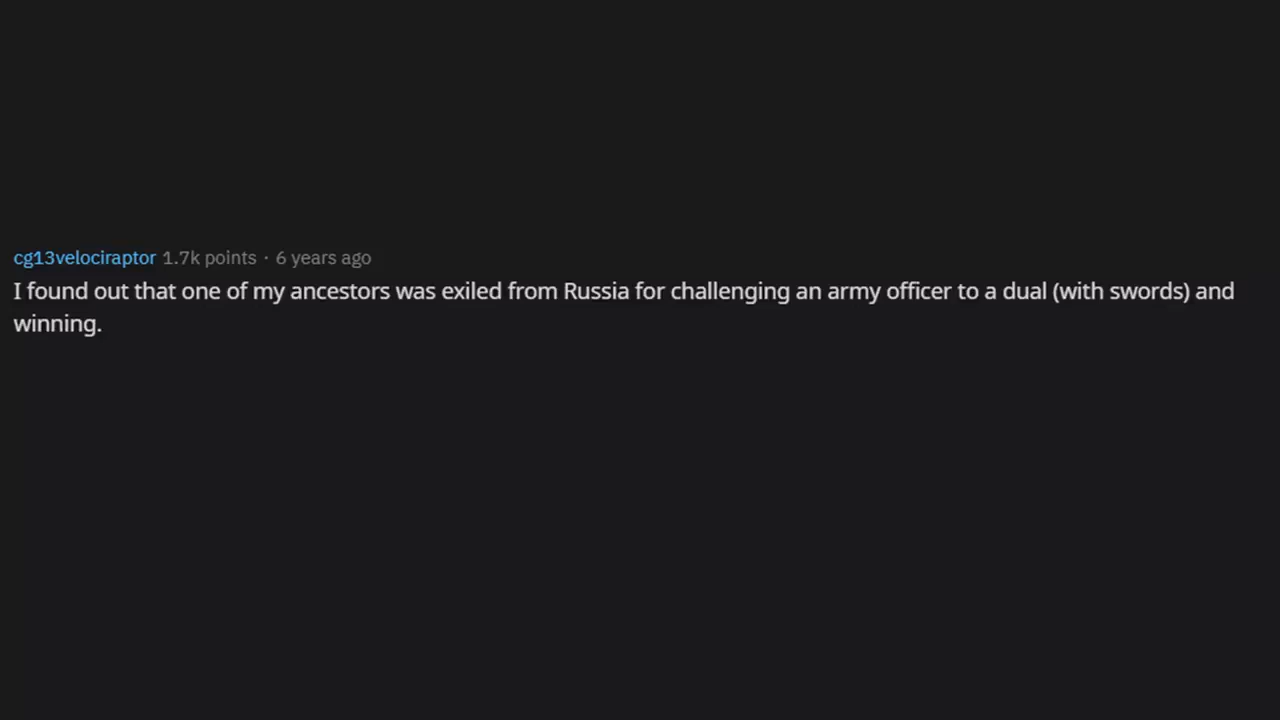 cg13velociraptor 1.7k points · 6 years ago
I found out that one of my ancestors was exiled from Russia for challenging an army officer to a dual (with swords) and
winning.